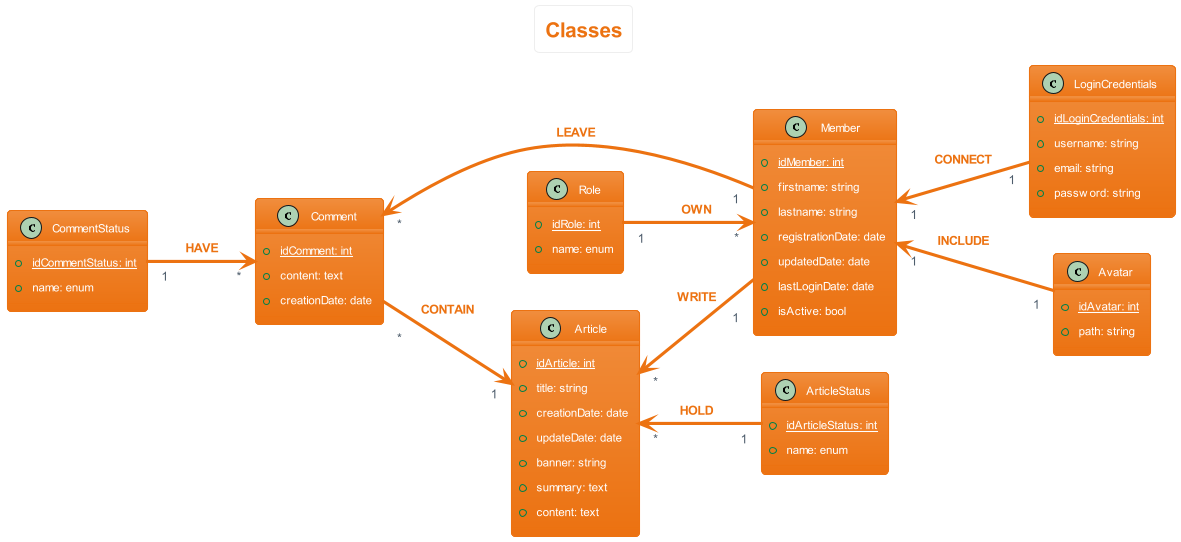 Classes
C LoginCredentials
idLoginCredentials: int
username: string
email: string
password: string
C Member
idMember: int
firstname: string
lastname: string
registrationDate: date
updatedDate: date
lastLoginDate: date
isActive: bool
LEAVE
1
*
CONNECT
1
1
C Role
idRole: int
name: enum
OWN
1
*
C Comment
idComment: int
content: text
creationDate: date
C CommentStatus
idCommentStatus: int
name: enum
HAVE
1
*
INCLUDE
1
1
C Avatar
idAvatar: int
path: string
WRITE
1
*
CONTAIN
*
1
C Article
idArticle: int
title: string
creationDate: date
updateDate: date
banner: string
summary: text
content: text
HOLD
*
1
C ArticleStatus
idArticleStatus: int
name: enum